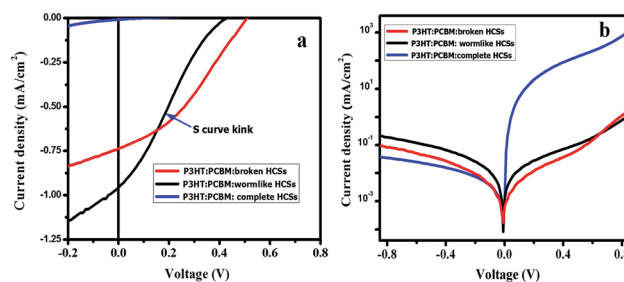 a
0.00
-0.25
-0.50
-0.75
-1.00
-1.25
Current density (mA/cm²)
S curve kink
P3HT:PCBM:broken HCSs
P3HT:PCBM:wormlike HCSs
P3HT:PCBM: complete HCSs
-0.2 0.0 0.2 0.4 0.6 0.8
Voltage (V)
b
P3HT:PCBM:broken HCSs
P3HT:PCBM: wormlike HCSs
P3HT:PCBM:complete HCSs
10³
10¹
10⁻¹
10⁻³
Current density (mA/cm²)
-0.8 -0.4 0.0 0.4 0.8
Voltage (V)